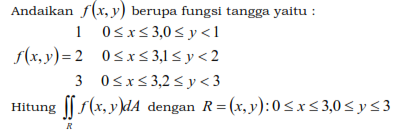 Andaikan f(x, y) berupa fungsi tangga yaitu :
1 0 ≤ x ≤ 3,0 ≤ y < 1
f(x, y) = 2 0 ≤ x ≤ 3,1 ≤ y < 2
3 0 ≤ x ≤ 3,2 ≤ y < 3
Hitung ∬_R f(x, y)dA dengan R = (x, y): 0 ≤ x ≤ 3,0 ≤ y ≤ 3